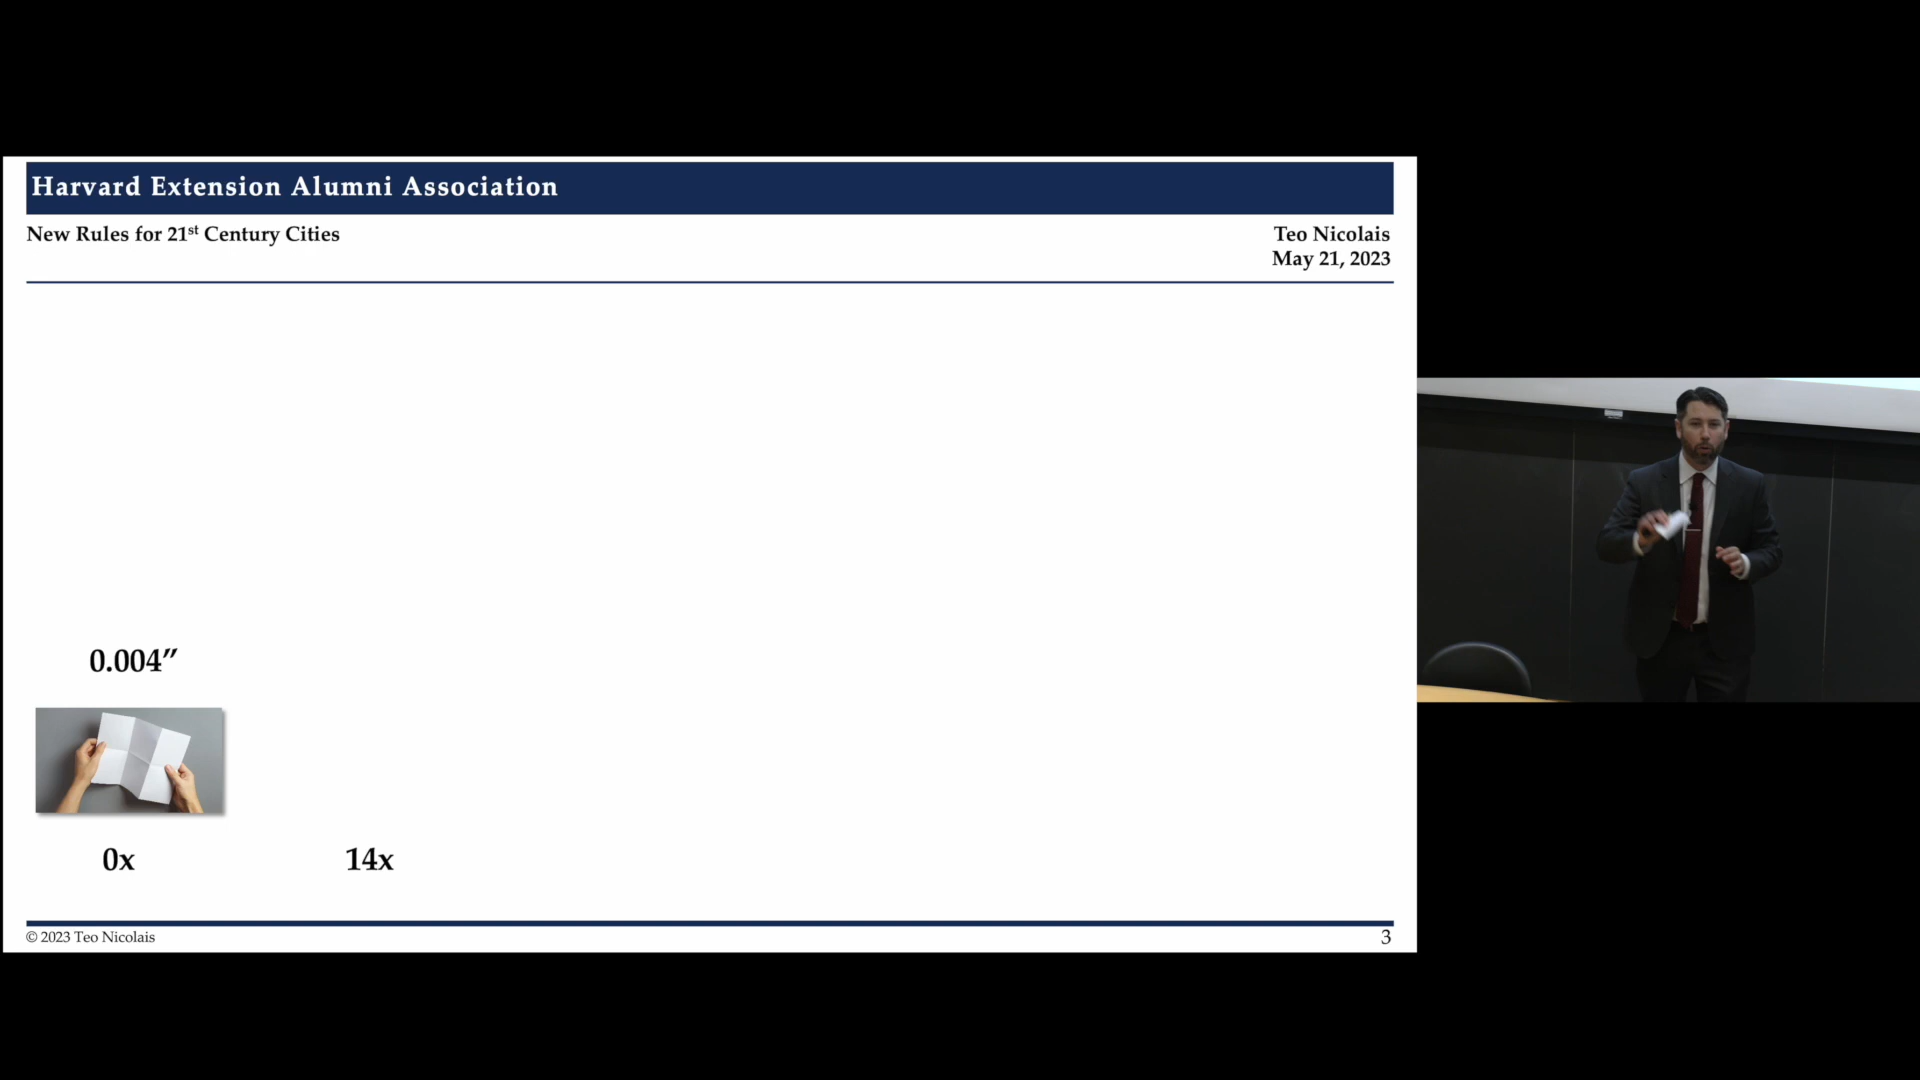 Harvard Extension Alumni Association
New Rules for 21st Century Cities
Teo Nicolais
May 21, 2023
0.004″
0x
14x
© 2023 Teo Nicolais
3